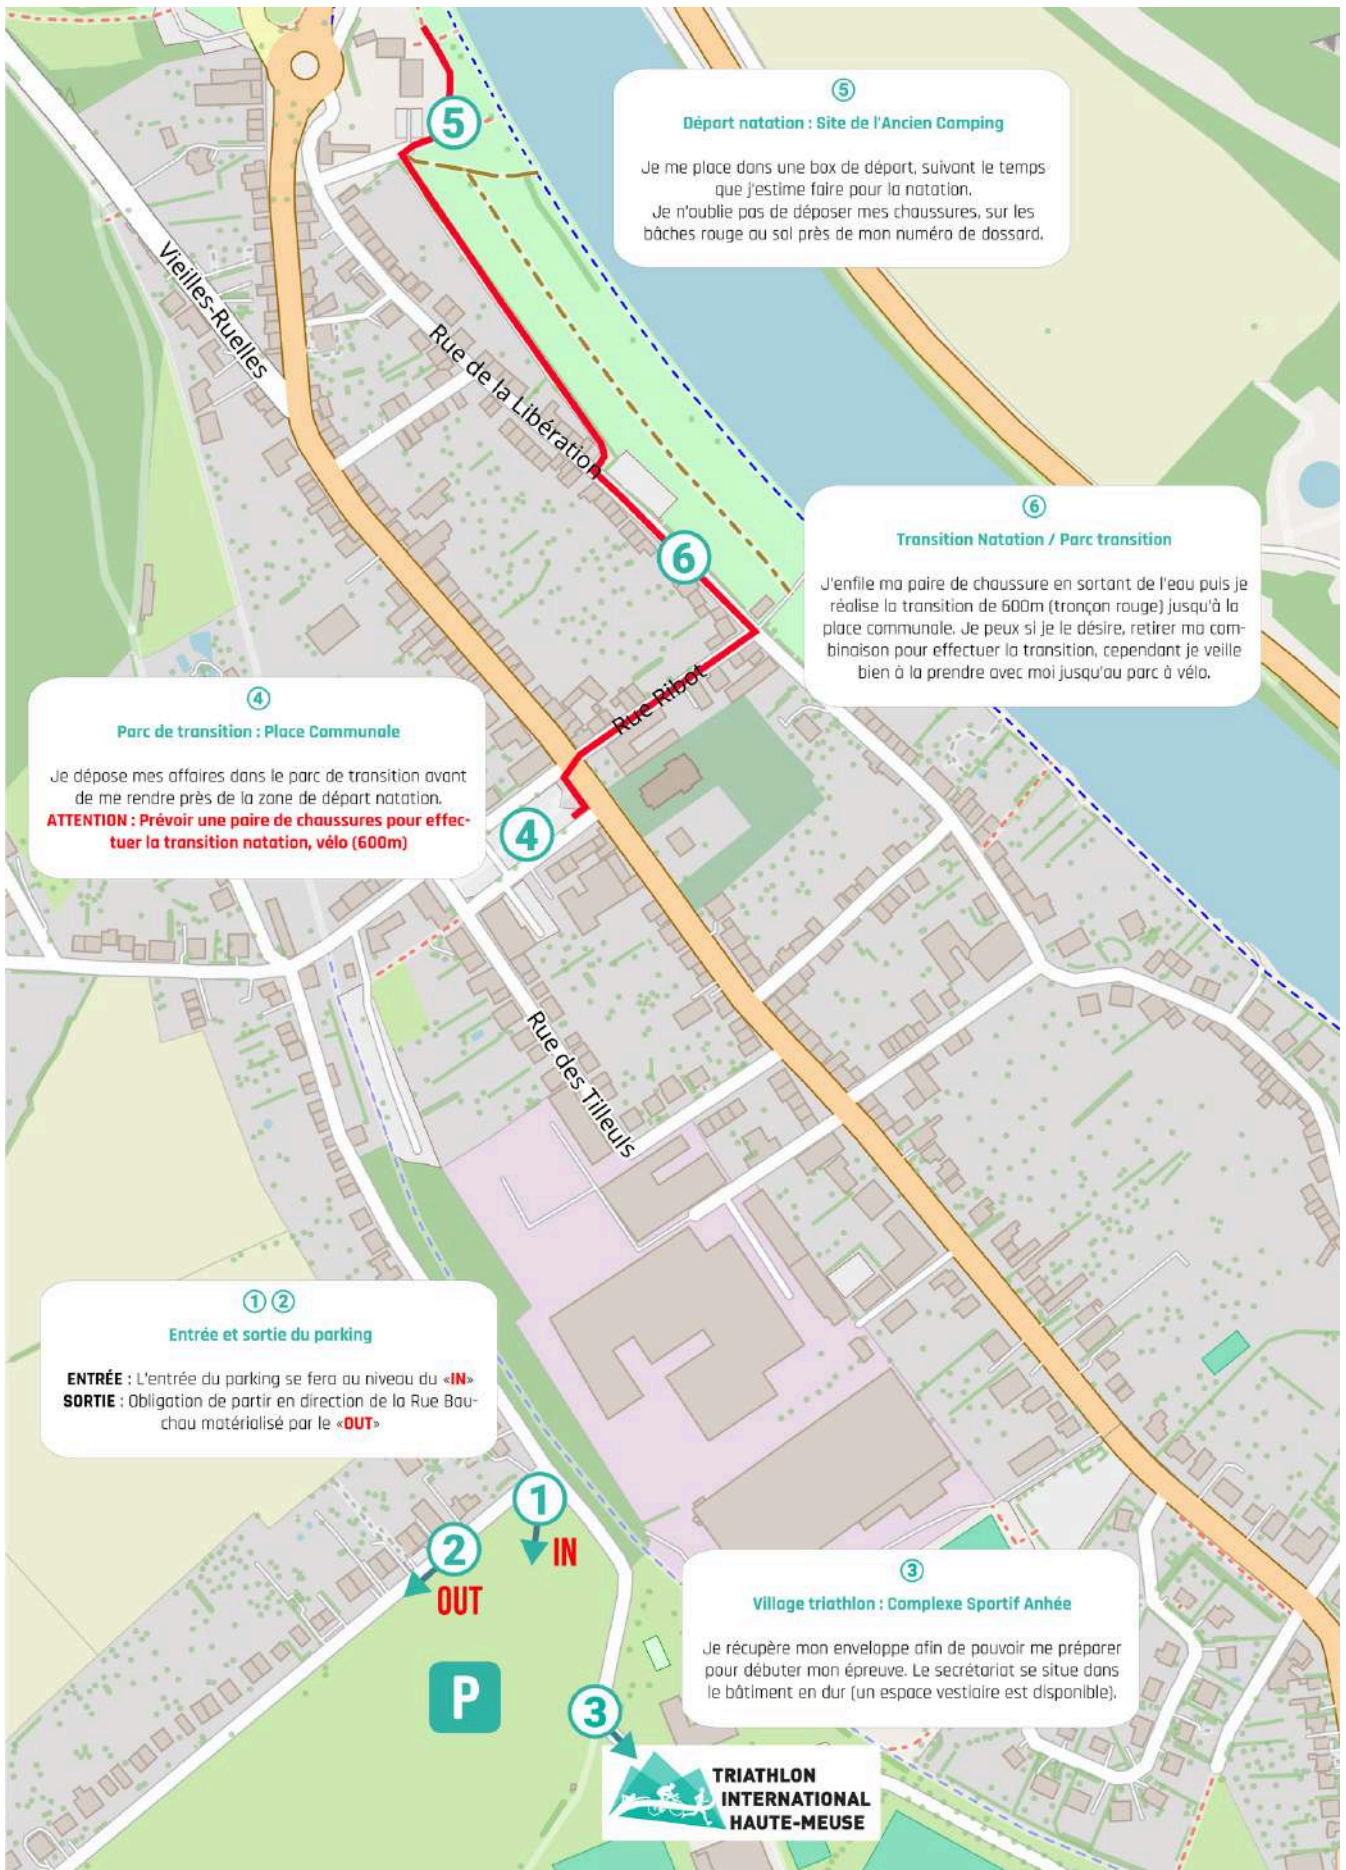 ⑤
Départ natation : Site de l'Ancien Camping
Je me place dans une box de départ, suivant le temps
que j'estime faire pour la natation.
Je n'oublie pas de déposer mes chaussures, sur les
bâches rouge au sol près de mon numéro de dossard.
5
Vieilles-Ruelles
Rue de la Libération
⑥
Transition Natation / Parc transition
J'enfile ma paire de chaussure en sortant de l'eau puis je
réalise la transition de 600m (tronçon rouge) jusqu'à la
place communale. Je peux si je le désire, retirer ma com-
binaison pour effectuer la transition, cependant je veille
bien à la prendre avec moi jusqu'au parc à vélo.
6
Rue Ribot
④
Parc de transition : Place Communale
Je dépose mes affaires dans le parc de transition avant
de me rendre près de la zone de départ natation.
ATTENTION : Prévoir une paire de chaussures pour effec-
tuer la transition natation, vélo (600m)
4
Rue des Tilleuls
① ②
Entrée et sortie du parking
ENTRÉE : L'entrée du parking se fera au niveau du «IN»
SORTIE : Obligation de partir en direction de la Rue Bau-
chau matérialisé par le «OUT»
1
IN
2
OUT
P
③
Village triathlon : Complexe Sportif Anhée
Je récupère mon enveloppe afin de pouvoir me préparer
pour débuter mon épreuve. Le secrétariat se situe dans
le bâtiment en dur (un espace vestiaire est disponible).
3
TRIATHLON
INTERNATIONAL
HAUTE-MEUSE